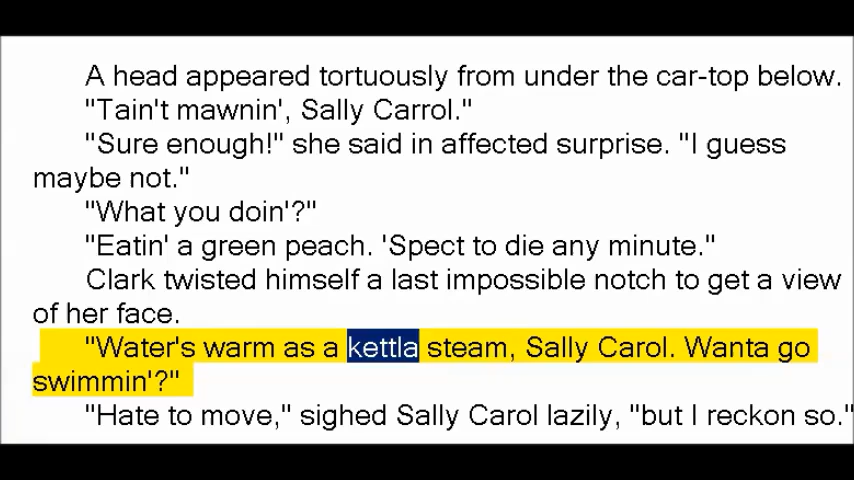 A head appeared tortuously from under the car-top below.
"Tain't mawnin', Sally Carrol."
"Sure enough!" she said in affected surprise. "I guess
maybe not."
"What you doin'?"
"Eatin' a green peach. 'Spect to die any minute."
Clark twisted himself a last impossible notch to get a view
of her face.
"Water's warm as a kettla steam, Sally Carol. Wanta go
swimmin'?"
"Hate to move," sighed Sally Carol lazily, "but I reckon so."